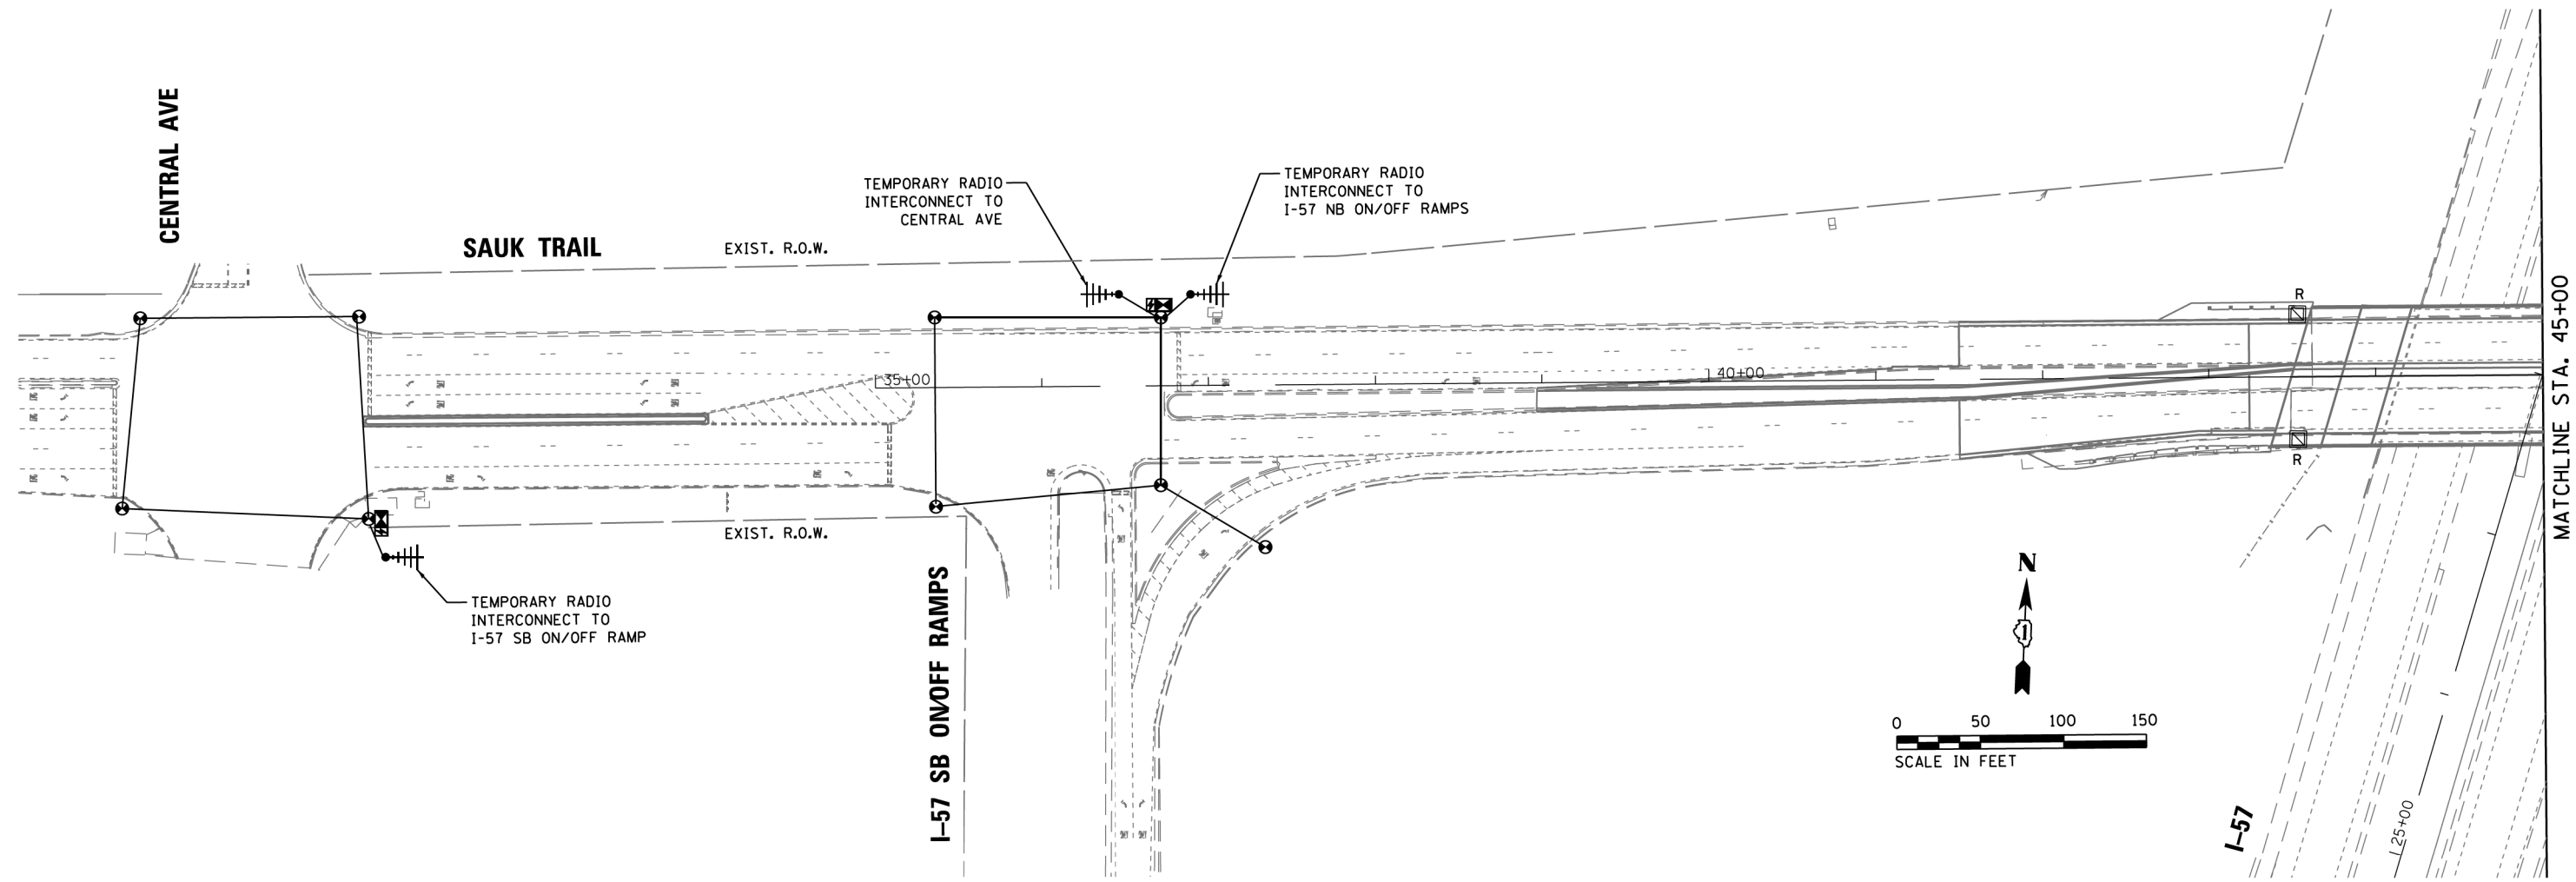 CENTRAL AVE
SAUK TRAIL
EXIST. R.O.W.
TEMPORARY RADIO
INTERCONNECT TO
CENTRAL AVE
TEMPORARY RADIO
INTERCONNECT TO
I-57 NB ON/OFF RAMPS
R
35+00
40+00
MATCHLINE STA. 45+00
R
EXIST. R.O.W.
TEMPORARY RADIO
INTERCONNECT TO
I-57 SB ON/OFF RAMP
I-57 SB ON/OFF RAMPS
N
0 50 100 150
SCALE IN FEET
I-57
25+00